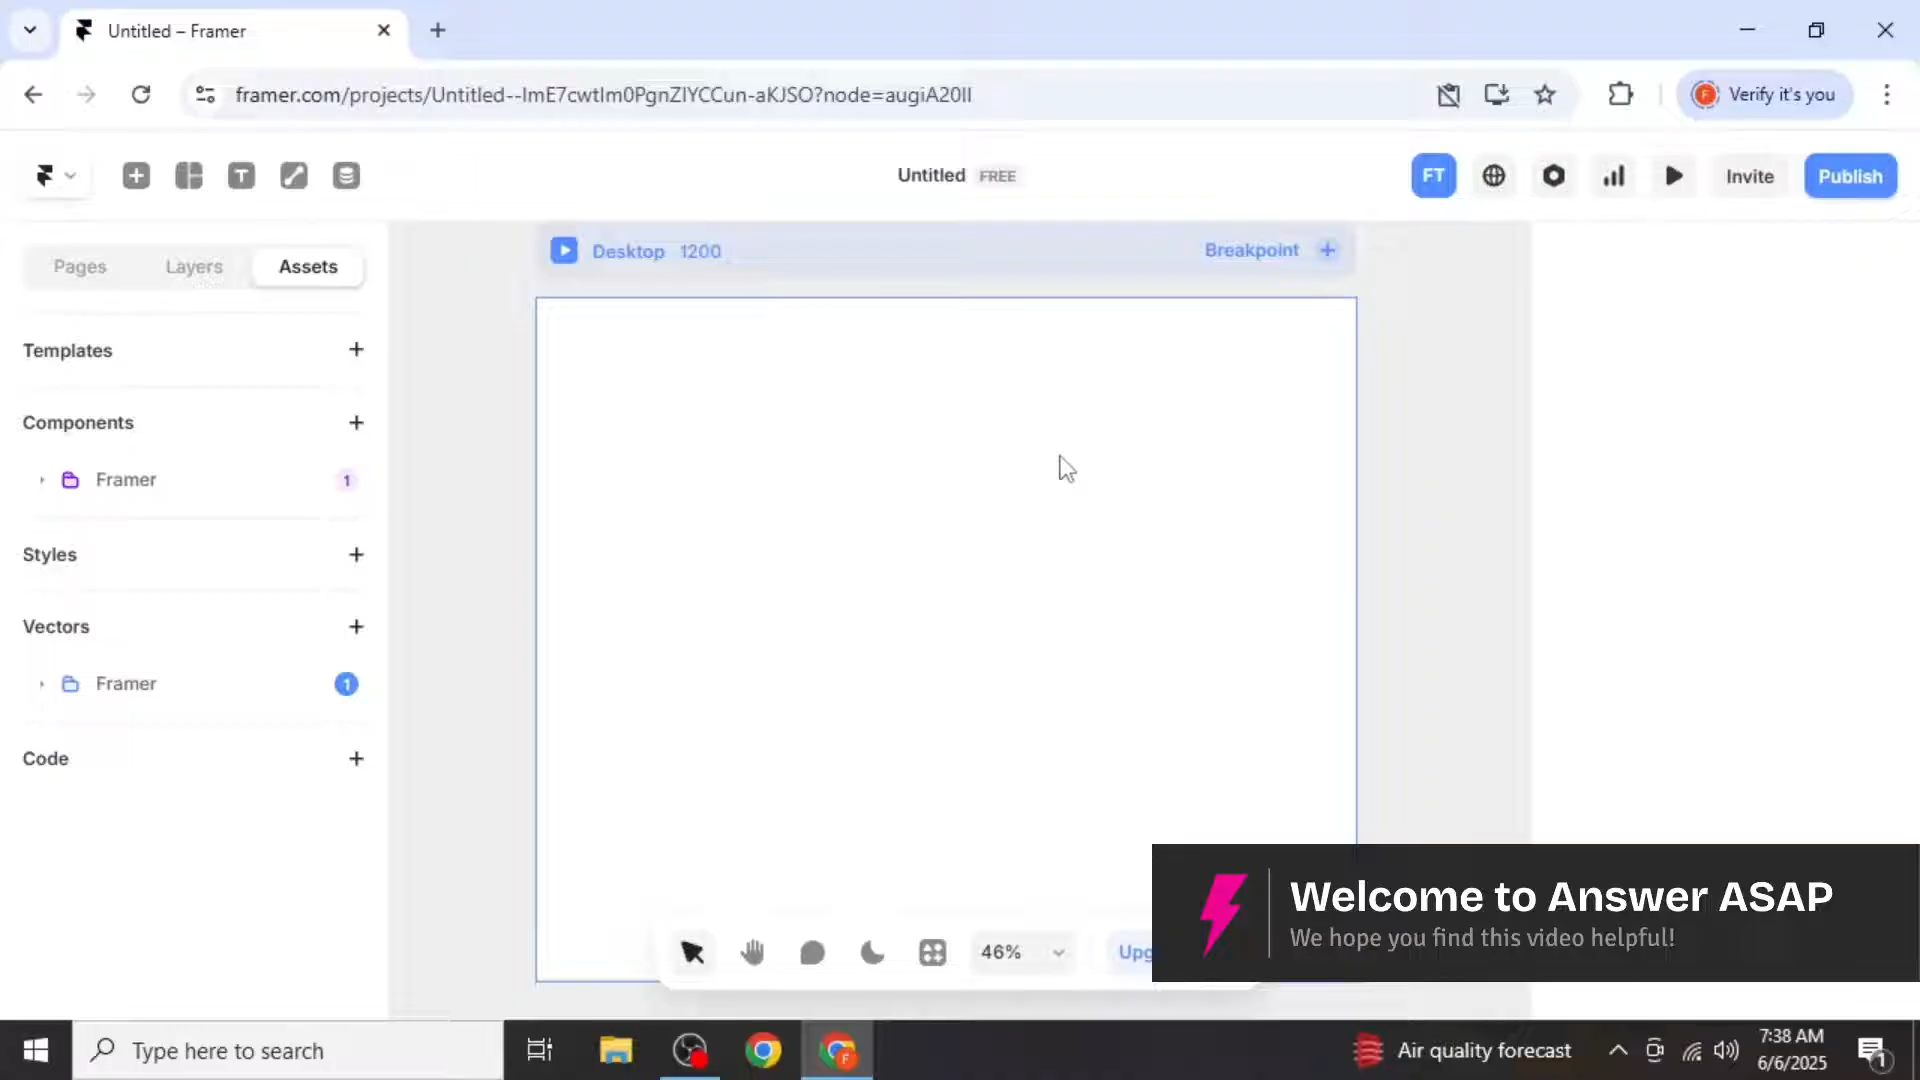 Untitled – Framer
framer.com/projects/Untitled--ImE7cwtIm0PgnZIYCCun-aKJSO?node=augiA20II
Verify it's you
Untitled FREE
FT
Invite
Publish
Pages Layers Assets
Desktop 1200
Breakpoint +
Templates +
Components +
Framer 1
Styles +
Vectors +
Framer 1
Code +
46%
Upg
Welcome to Answer ASAP
We hope you find this video helpful!
Type here to search
Air quality forecast
7:38 AM
6/6/2025
1